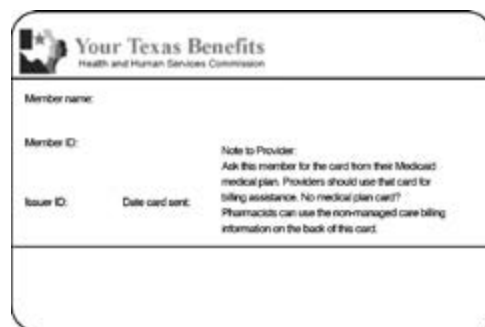 Your Texas Benefits
Health and Human Services Commission
Member name:
Member ID:
Note to Provider:
Ask this member for the card from their Medicaid
medical plan. Providers should use that card for
billing assistance. No medical plan card?
Issuer ID: Date card sent:
Pharmacists can use the non-managed care billing
information on the back of this card.